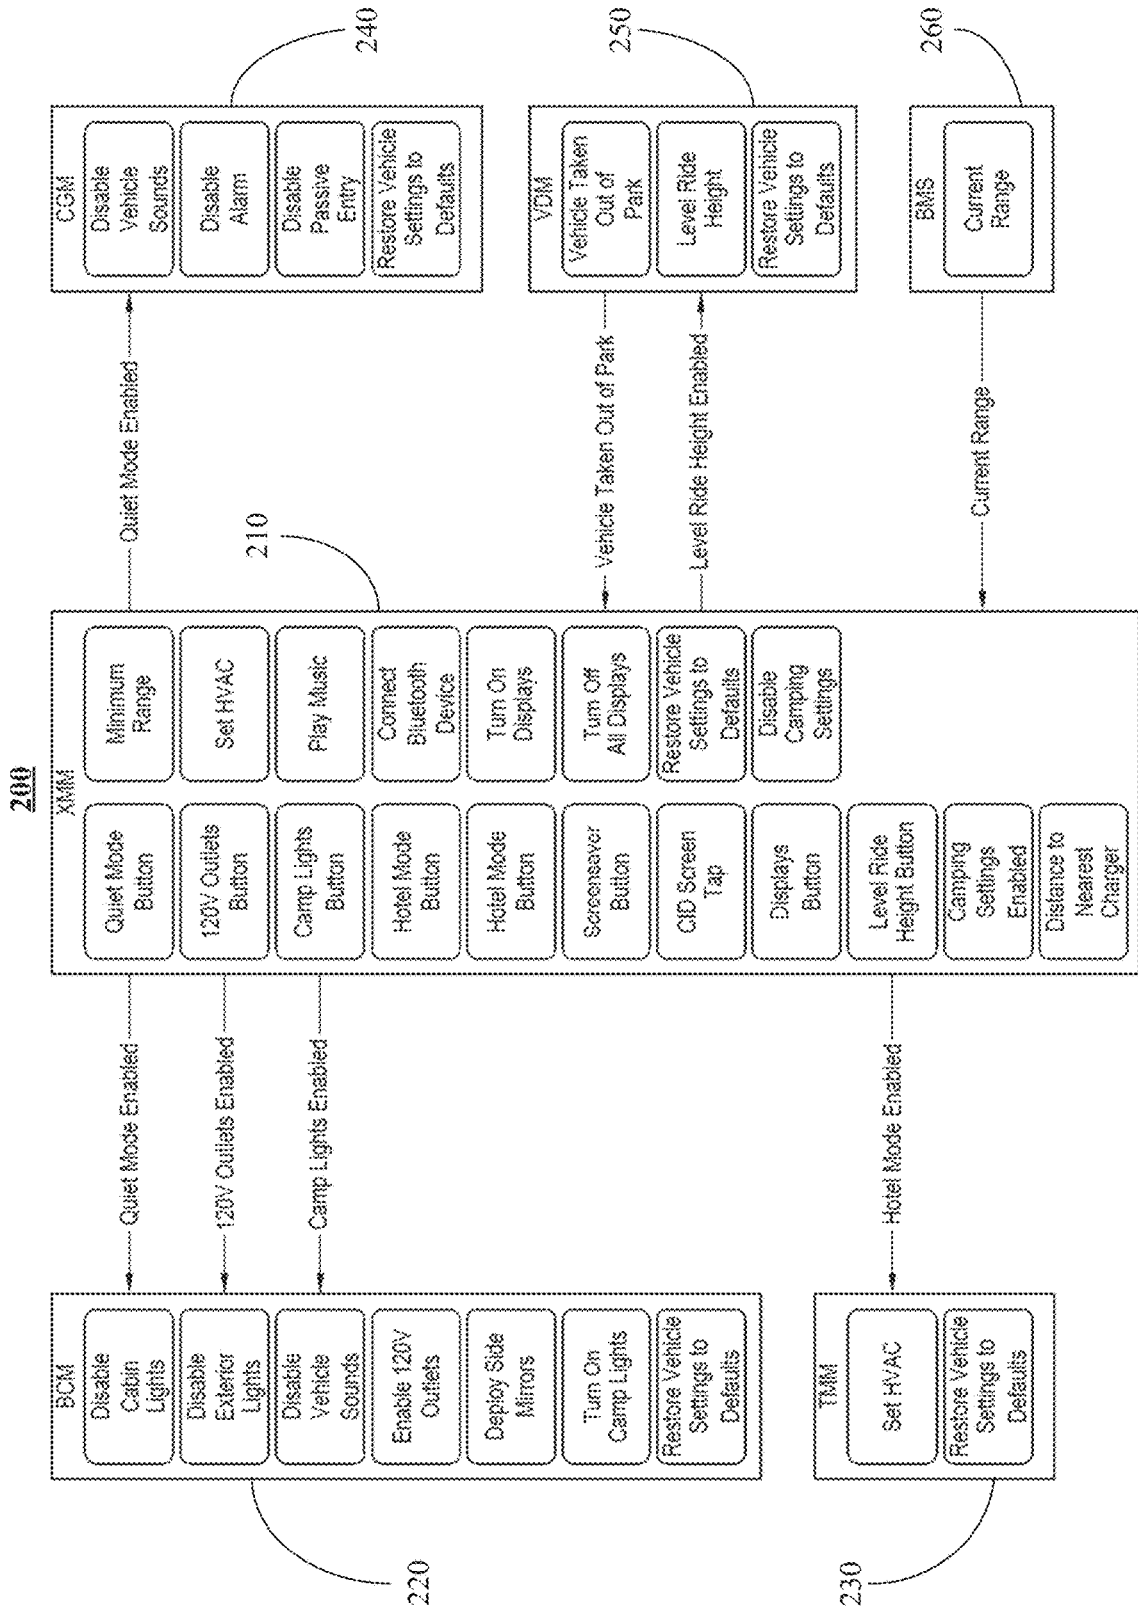 200
BCM
Disable
Cabin
Lights
Disable
Exterior
Lights
Disable
Vehicle
Sounds
Enable 120V
Outlets
Deploy Side
Mirrors
Turn On
Camp Lights
Restore Vehicle
Settings to
Defaults
220
TMM
Set HVAC
Restore Vehicle
Settings to
Defaults
230
Quiet Mode Enabled
120V Outlets Enabled
Camp Lights Enabled
Hotel Mode Enabled
XMM
Quiet Mode
Button
120V Outlets
Button
Camp Lights
Button
Hotel Mode
Button
Hotel Mode
Button
Screensaver
Button
CID Screen
Tap
Displays
Button
Level Ride
Height Button
Camping
Settings
Enabled
Distance to
Nearest
Charger
Minimum
Range
Set HVAC
Play Music
Connect
Bluetooth
Device
Turn On
Displays
Turn Off
All Displays
Restore Vehicle
Settings to
Defaults
Disable
Camping
Settings
210
Quiet Mode Enabled
Vehicle Taken Out of Park
Level Ride Height Enabled
Current Range
CGM
Disable
Vehicle
Sounds
Disable
Alarm
Disable
Passive
Entry
Restore Vehicle
Settings to
Defaults
240
VDM
Vehicle Taken
Out of
Park
Level Ride
Height
Restore Vehicle
Settings to
Defaults
250
BMS
Current
Range
260